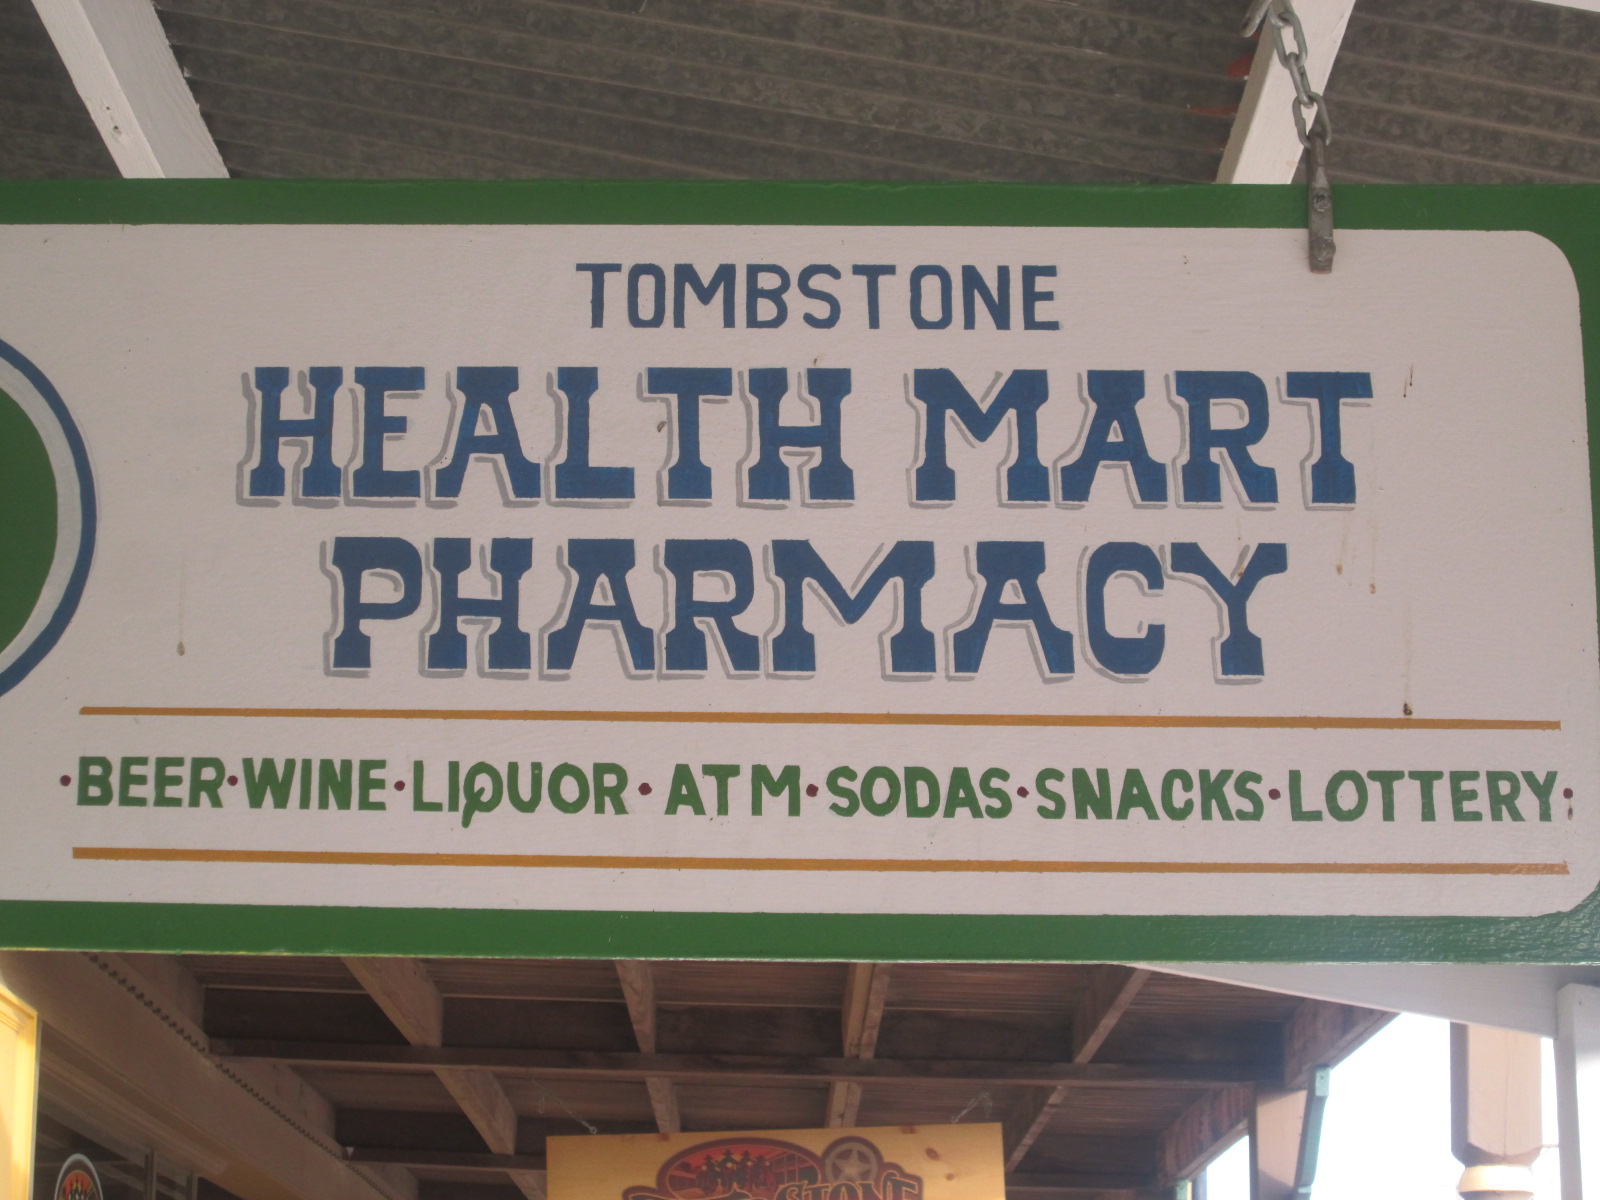 TOMBSTONE
HEALTH MART
PHARMACY
·BEER·WINE·LIQUOR·ATM·SODAS·SNACKS·LOTTERY·